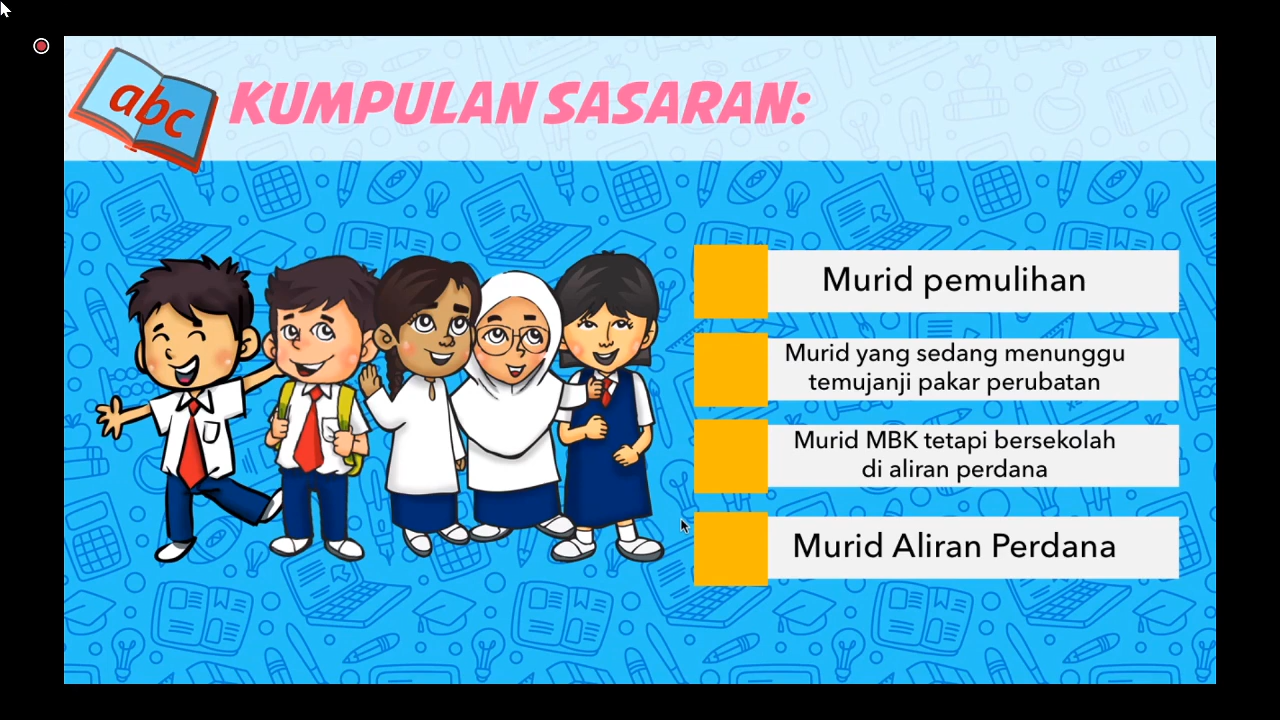 abc
KUMPULAN SASARAN:
Murid pemulihan
Murid yang sedang menunggu
temujanji pakar perubatan
Murid MBK tetapi bersekolah
di aliran perdana
Murid Aliran Perdana